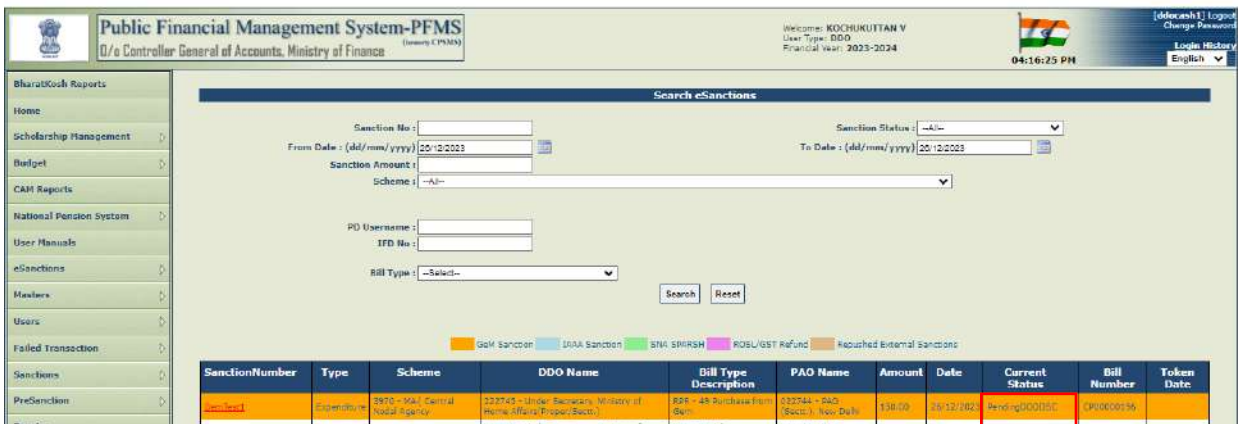 Public Financial Management System-PFMS
(formerly CPSMS)
O/o Controller General of Accounts, Ministry of Finance
Welcome: KOCHUKUTTAN V
User Type: DDO
Financial Year: 2023-2024
04:16:25 PM
[ddocash1] Logout
Change Password
Login History
English
BharatKosh Reports
Home
Scholarship Management
Budget
CAM Reports
National Pension System
User Manuals
eSanctions
Masters
Users
Failed Transaction
Sanctions
PreSanction
Search eSanctions
Sanction No :
Sanction Status : --All--
From Date : (dd/mm/yyyy) 26/12/2023
To Date : (dd/mm/yyyy) 26/12/2023
Sanction Amount :
Scheme : --All--
PD Username :
IFD No :
Bill Type : --Select--
Search Reset
GeM Sanction IAAA Sanction SNA SPARSH ROSL/GST Refund Repushed External Sanctions
SanctionNumber Type Scheme DDO Name Bill Type Description PAO Name Amount Date Current Status Bill Number Token Date
Expenditure 3970 - MA( Central Nodal Agency 222745 - Under Secretary, Ministry of Home Affairs(Proper/Sectt.) 49 Purchase from Gem 022744 - PAO (Sectt.), New Delhi 150.00 26/12/2023